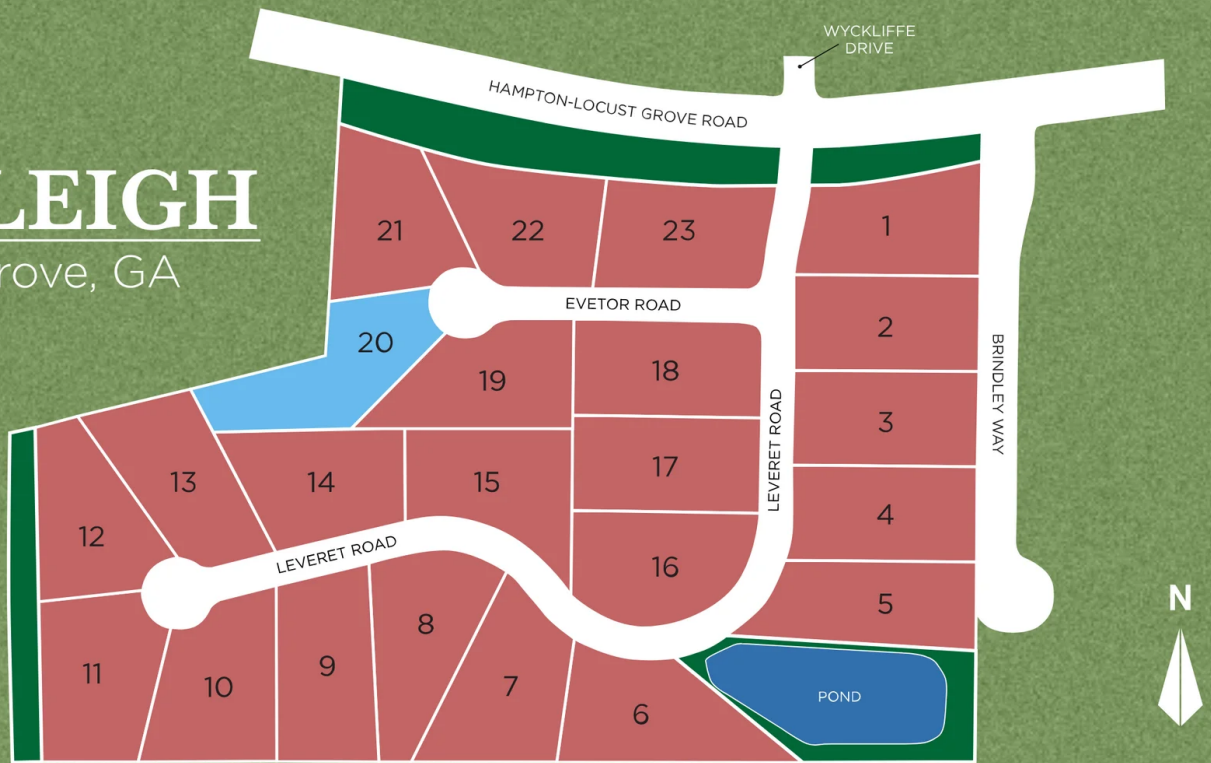 WYCKLIFFE
DRIVE
HAMPTON-LOCUST GROVE ROAD
LEIGH
rove, GA
21
22
23
1
EVETOR ROAD
20
2
19
18
BRINDLEY WAY
LEVERET ROAD
3
13
14
15
17
12
LEVERET ROAD
4
16
5
N
8
11
10
9
7
6
POND